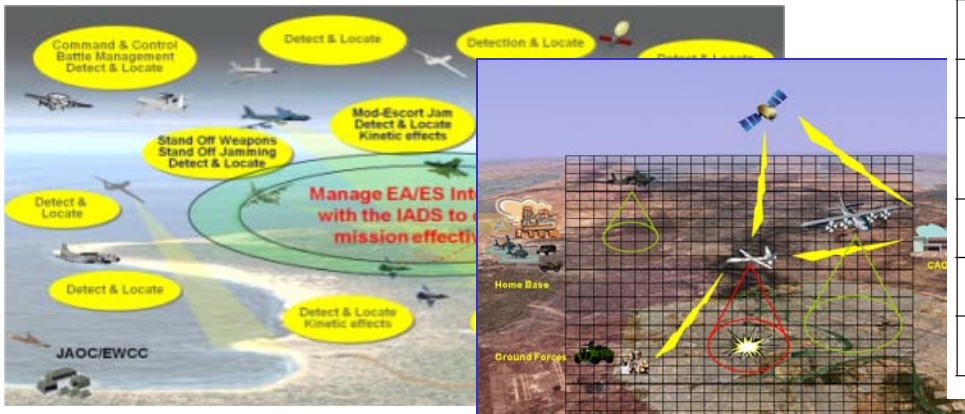 Command & Control
Battle Management
Detect & Locate
Detect & Locate
Detection & Locate
Detect & Locate
Mod-Escort Jam
Detect & Locate
Kinetic effects
Stand Off Weapons
Stand Off Jamming
Detect & Locate
Manage EA/ES Int
with the IADS to
mission effectiv
Detect &
Locate
Detect & Locate
Detect & Locate
Kinetic effects
JAOC/EWCC
Home Base
Ground Forces
CAO